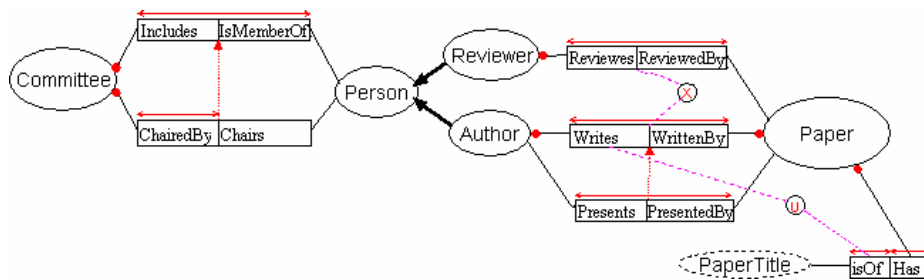 Includes IsMemberOf
Committee
ChairedBy Chairs
Person
Reviewer
Reviewes ReviewedBy
X
Author
Writes WrittenBy
Paper
Presents PresentedBy
U
PaperTitle
isOf Has